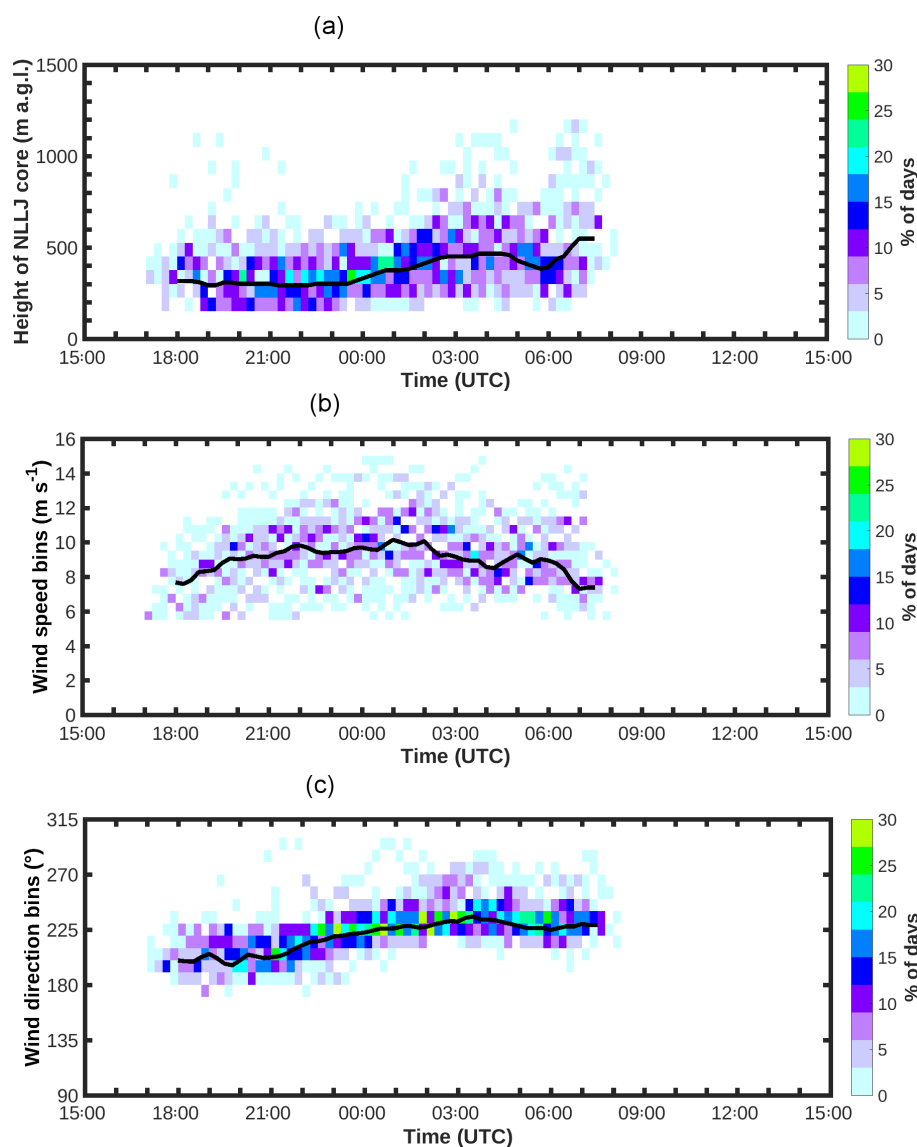 (a)
Height of NLLJ core (m a.g.l.)
1500
1000
500
0
15:00 18:00 21:00 00:00 03:00 06:00 09:00 12:00 15:00
Time (UTC)
30
25
20
15
10
5
0
% of days
(b)
Wind speed bins (m s⁻¹)
16
14
12
10
8
6
4
2
0
15:00 18:00 21:00 00:00 03:00 06:00 09:00 12:00 15:00
Time (UTC)
30
25
20
15
10
5
0
% of days
(c)
Wind direction bins (°)
315
270
225
180
135
90
15:00 18:00 21:00 00:00 03:00 06:00 09:00 12:00 15:00
Time (UTC)
30
25
20
15
10
5
0
% of days